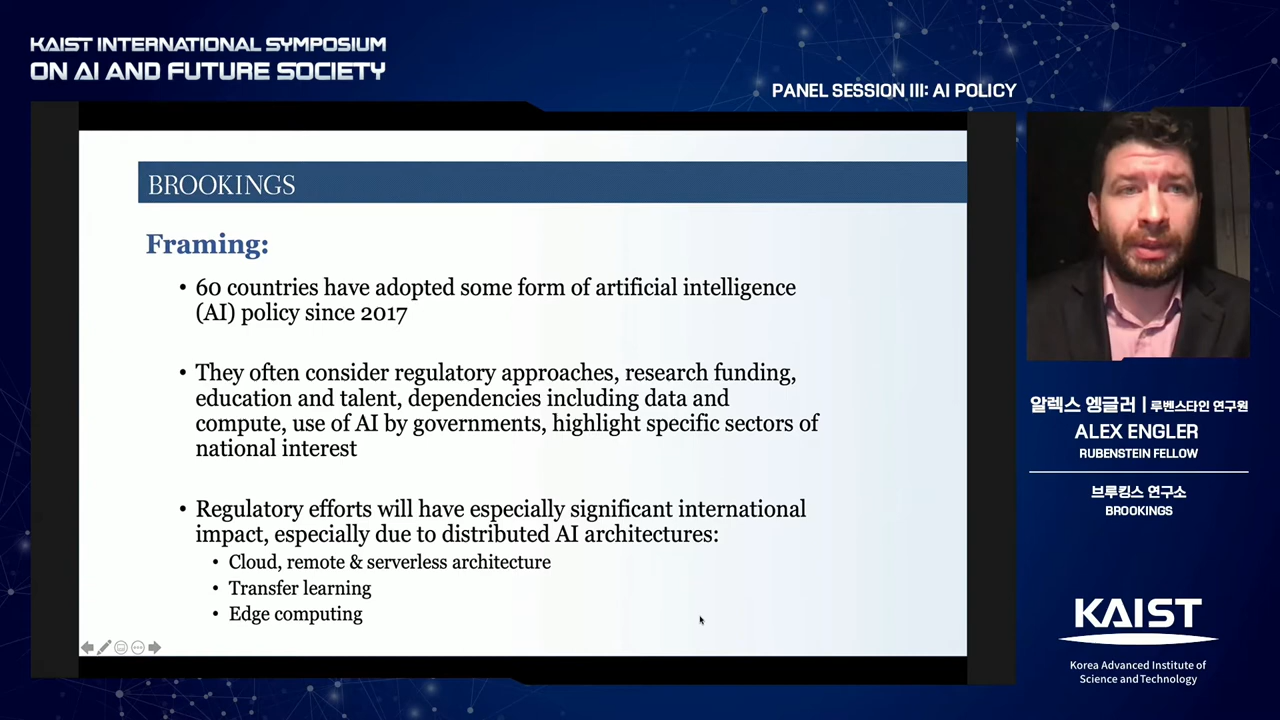 KAIST INTERNATIONAL SYMPOSIUM
ON AI AND FUTURE SOCIETY
PANEL SESSION III: AI POLICY
BROOKINGS
Framing:
• 60 countries have adopted some form of artificial intelligence
(AI) policy since 2017
• They often consider regulatory approaches, research funding,
education and talent, dependencies including data and
compute, use of AI by governments, highlight specific sectors of
national interest
• Regulatory efforts will have especially significant international
impact, especially due to distributed AI architectures:
• Cloud, remote & serverless architecture
• Transfer learning
• Edge computing
알렉스 엥글러 | 루벤스타인 연구원
ALEX ENGLER
RUBENSTEIN FELLOW
브루킹스 연구소
BROOKINGS
KAIST
Korea Advanced Institute of
Science and Technology